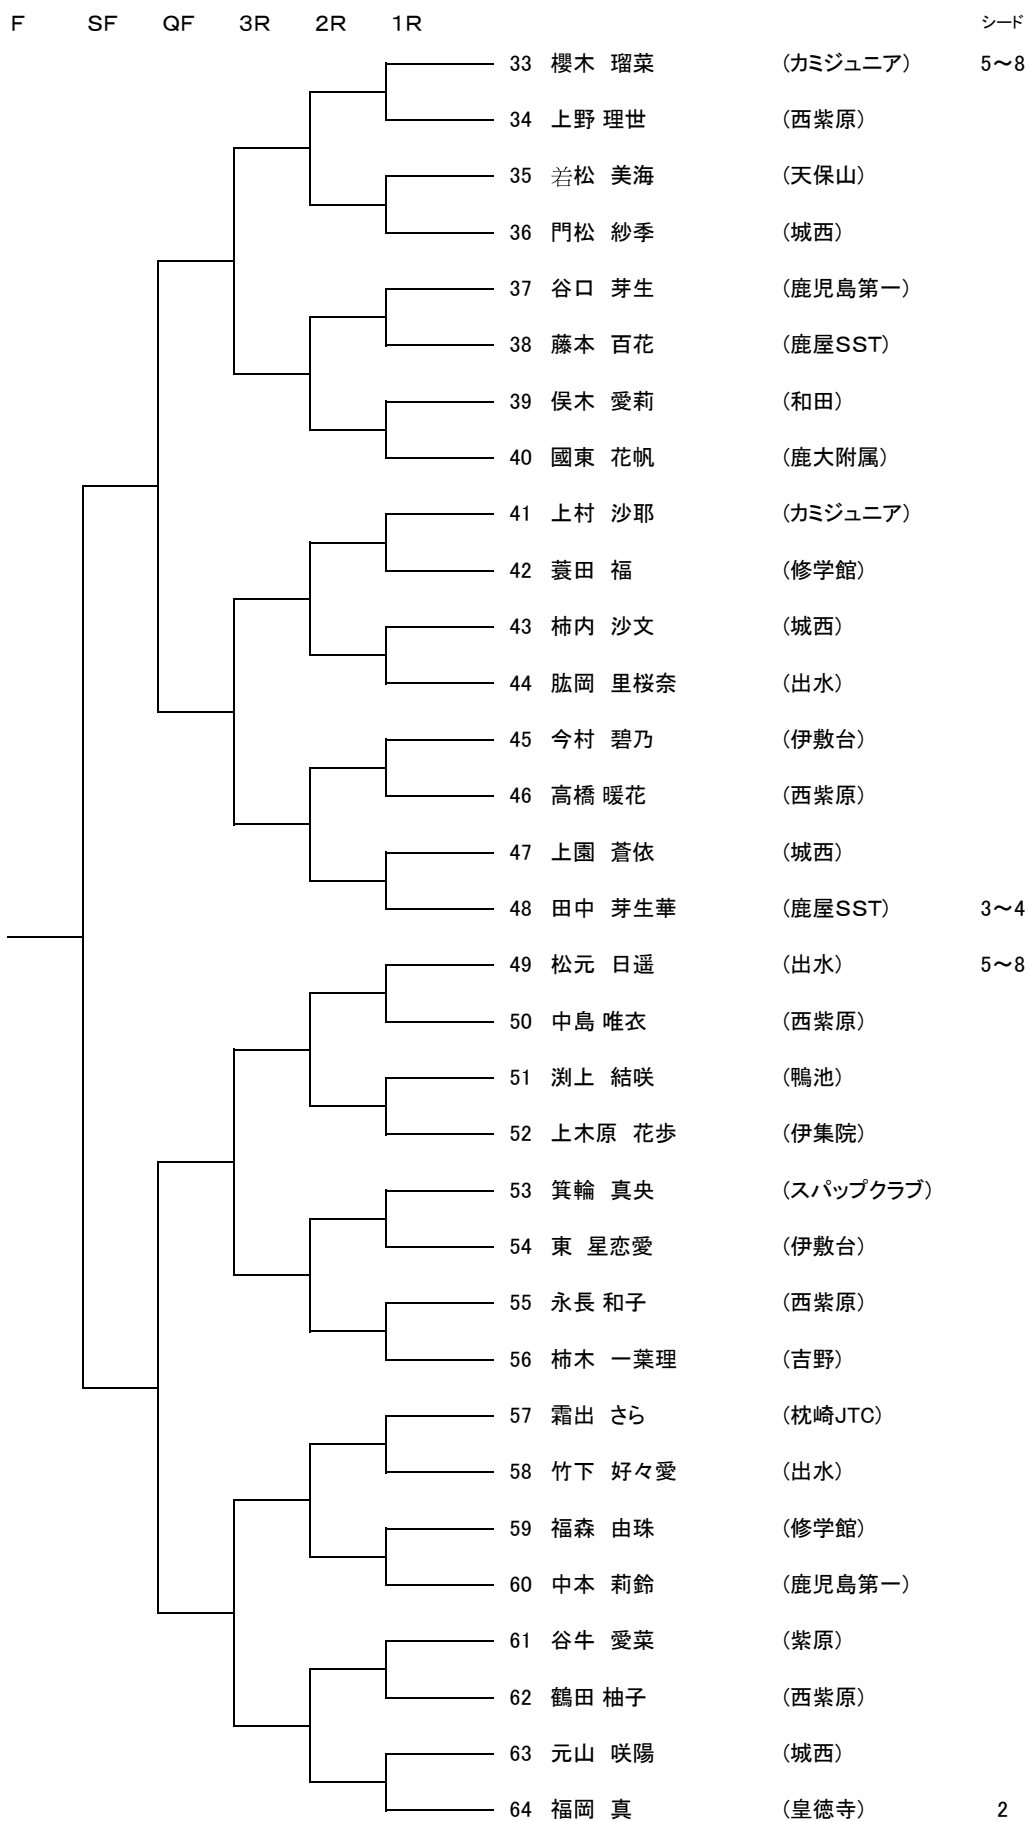 F SF QF 3R 2R 1R シード
33 櫻木 瑠菜 (カミジュニア) 5～8
34 上野 理世 (西紫原)
35 若松 美海 (天保山)
36 門松 紗季 (城西)
37 谷口 芽生 (鹿児島第一)
38 藤本 百花 (鹿屋SST)
39 俣木 愛莉 (和田)
40 國東 花帆 (鹿大附属)
41 上村 沙耶 (カミジュニア)
42 蓑田 福 (修学館)
43 柿内 沙文 (城西)
44 肱岡 里桜奈 (出水)
45 今村 碧乃 (伊敷台)
46 高橋 暖花 (西紫原)
47 上園 蒼依 (城西)
48 田中 芽生華 (鹿屋SST) 3～4
49 松元 日遥 (出水) 5～8
50 中島 唯衣 (西紫原)
51 渕上 結咲 (鴨池)
52 上木原 花歩 (伊集院)
53 箕輪 真央 (スパップクラブ)
54 東 星恋愛 (伊敷台)
55 永長 和子 (西紫原)
56 柿木 一葉理 (吉野)
57 霜出 さら (枕崎JTC)
58 竹下 好々愛 (出水)
59 福森 由珠 (修学館)
60 中本 莉鈴 (鹿児島第一)
61 谷牛 愛菜 (紫原)
62 鶴田 柚子 (西紫原)
63 元山 咲陽 (城西)
64 福岡 真 (皇徳寺) 2